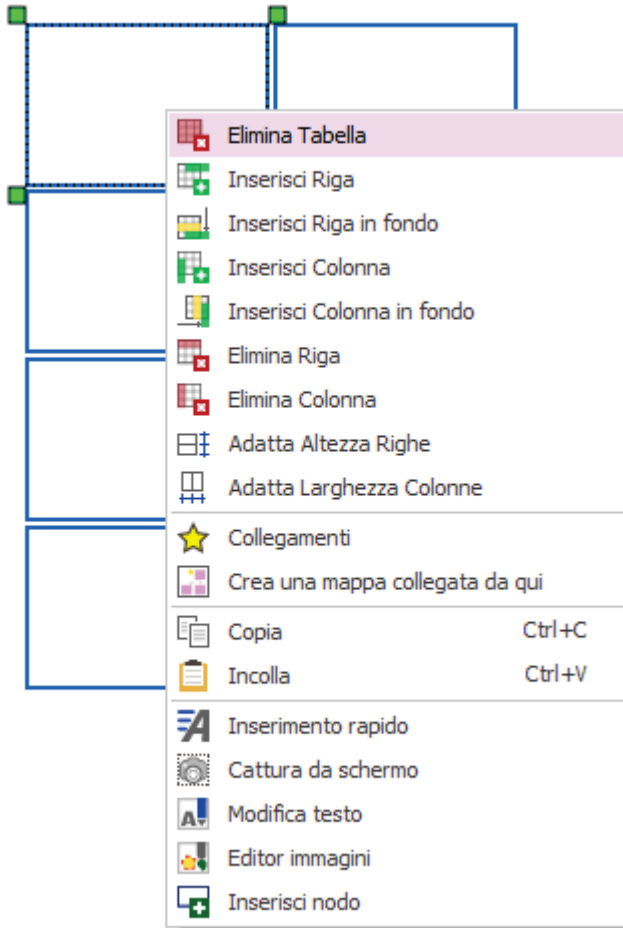 Elimina Tabella
Inserisci Riga
Inserisci Riga in fondo
Inserisci Colonna
Inserisci Colonna in fondo
Elimina Riga
Elimina Colonna
Adatta Altezza Righe
Adatta Larghezza Colonne
Collegamenti
Crea una mappa collegata da qui
Copia Ctrl+C
Incolla Ctrl+V
Inserimento rapido
Cattura da schermo
Modifica testo
Editor immagini
Inserisci nodo